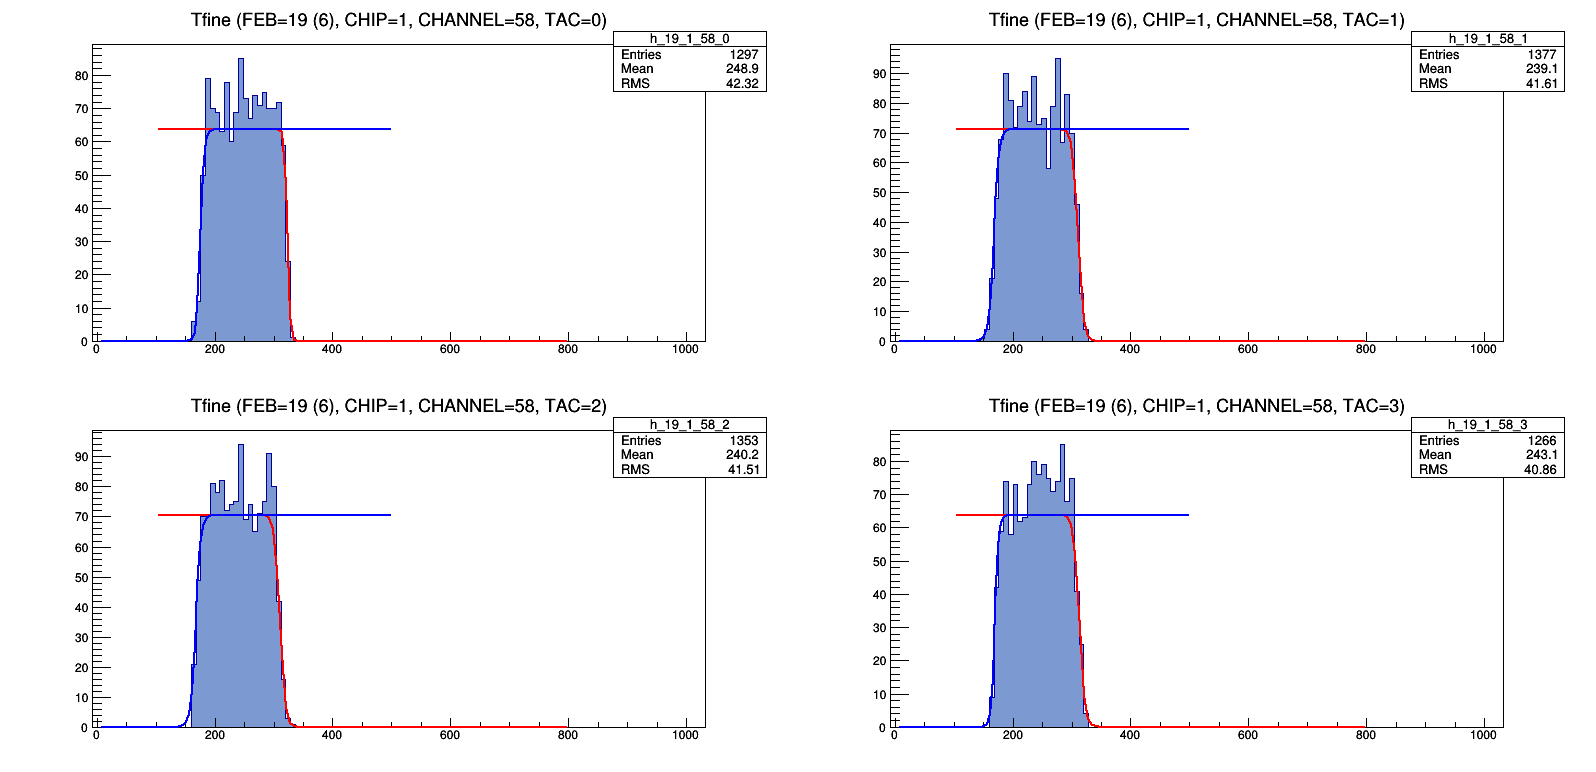 Tfine (FEB=19 (6), CHIP=1, CHANNEL=58, TAC=0)
h_19_1_58_0
Entries 1297
Mean 248.9
RMS 42.32
80
70
60
50
40
30
20
10
0
0 200 400 600 800 1000
Tfine (FEB=19 (6), CHIP=1, CHANNEL=58, TAC=1)
h_19_1_58_1
Entries 1377
Mean 239.1
RMS 41.61
90
80
70
60
50
40
30
20
10
0
0 200 400 600 800 1000
Tfine (FEB=19 (6), CHIP=1, CHANNEL=58, TAC=2)
h_19_1_58_2
Entries 1353
Mean 240.2
RMS 41.51
90
80
70
60
50
40
30
20
10
0
0 200 400 600 800 1000
Tfine (FEB=19 (6), CHIP=1, CHANNEL=58, TAC=3)
h_19_1_58_3
Entries 1266
Mean 243.1
RMS 40.86
80
70
60
50
40
30
20
10
0
0 200 400 600 800 1000